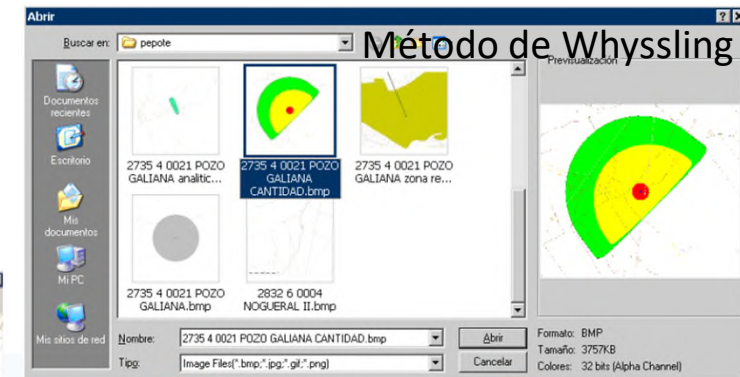 Abrir
Buscar en: pepote
Método de Whyssling
Previsualización
Documentos
recientes
Escritorio
Mis
documentos
Mi PC
Mis sitios de red
2735 4 0021 POZO
GALIANA analitic...
2735 4 0021 POZO
GALIANA
CANTIDAD.bmp
2735 4 0021 POZO
GALIANA zona re...
2735 4 0021 POZO
GALIANA.bmp
2832 6 0004
NOGUERAL II.bmp
Nombre: 2735 4 0021 POZO GALIANA CANTIDAD.bmp Abrir
Tipo: Image Files(*.bmp;*.jpg;*.gif;*.png) Cancelar
Formato: BMP
Tamaño: 3757KB
Colores: 32 bits (Alpha Channel)